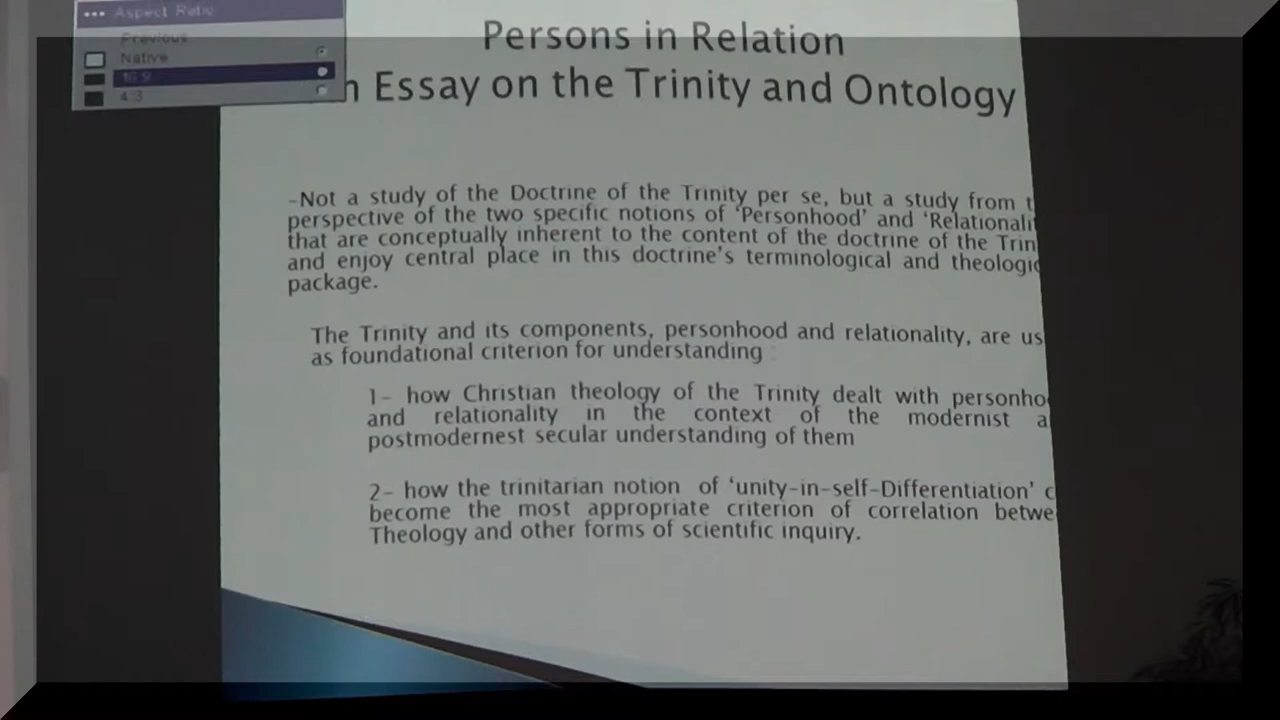 Aspect Ratio
Previous
Native
16:9
4:3
Persons in Relation
n Essay on the Trinity and Ontology
-Not a study of the Doctrine of the Trinity per se, but a study from t
perspective of the two specific notions of ‘Personhood’ and ‘Relationali
that are conceptually inherent to the content of the doctrine of the Trin
and enjoy central place in this doctrine’s terminological and theologic
package.
The Trinity and its components, personhood and relationality, are us
as foundational criterion for understanding
1- how Christian theology of the Trinity dealt with personho
and relationality in the context of the modernist a
postmodernest secular understanding of them
2- how the trinitarian notion of ‘unity-in-self-Differentiation’ c
become the most appropriate criterion of correlation betwe
Theology and other forms of scientific inquiry.